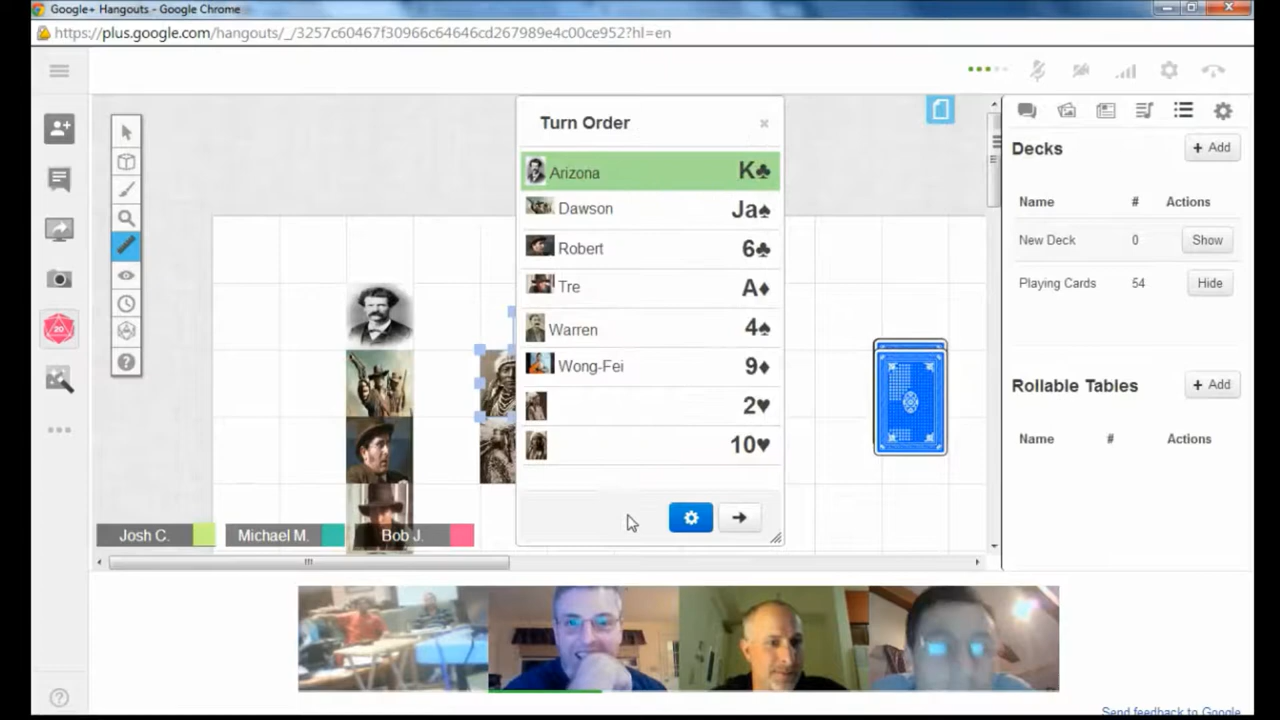 Google+ Hangouts - Google Chrome
https://plus.google.com/hangouts/_/3257c60467f30966c64646cd267989e4c00ce952?hl=en
Turn Order
×
Arizona K♣
Dawson Ja♠
Robert 6♣
Tre A♦
Warren 4♠
Wong-Fei 9♦
2♥
10♥
Decks + Add
Name # Actions
New Deck 0 Show
Playing Cards 54 Hide
Rollable Tables + Add
Name # Actions
20
Josh C. Michael M. Bob J.
Send feedback to Google